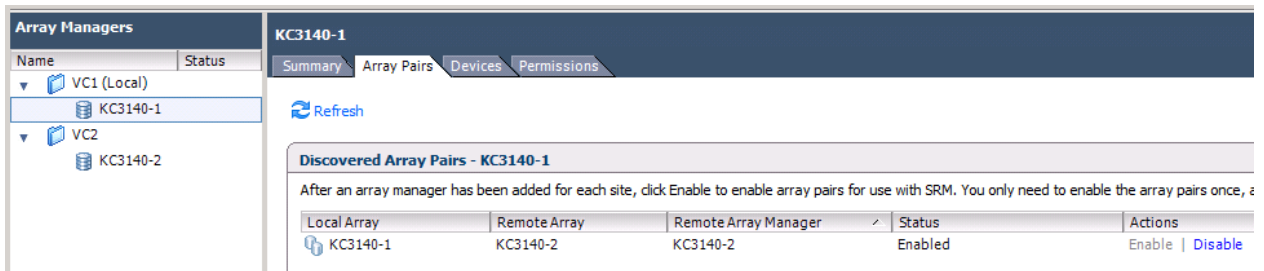 Array Managers
Name Status
VC1 (Local)
KC3140-1
VC2
KC3140-2
KC3140-1
Summary Array Pairs Devices Permissions
Refresh
Discovered Array Pairs - KC3140-1
After an array manager has been added for each site, click Enable to enable array pairs for use with SRM. You only need to enable the array pairs once, a
Local Array Remote Array Remote Array Manager Status Actions
KC3140-1 KC3140-2 KC3140-2 Enabled Enable | Disable